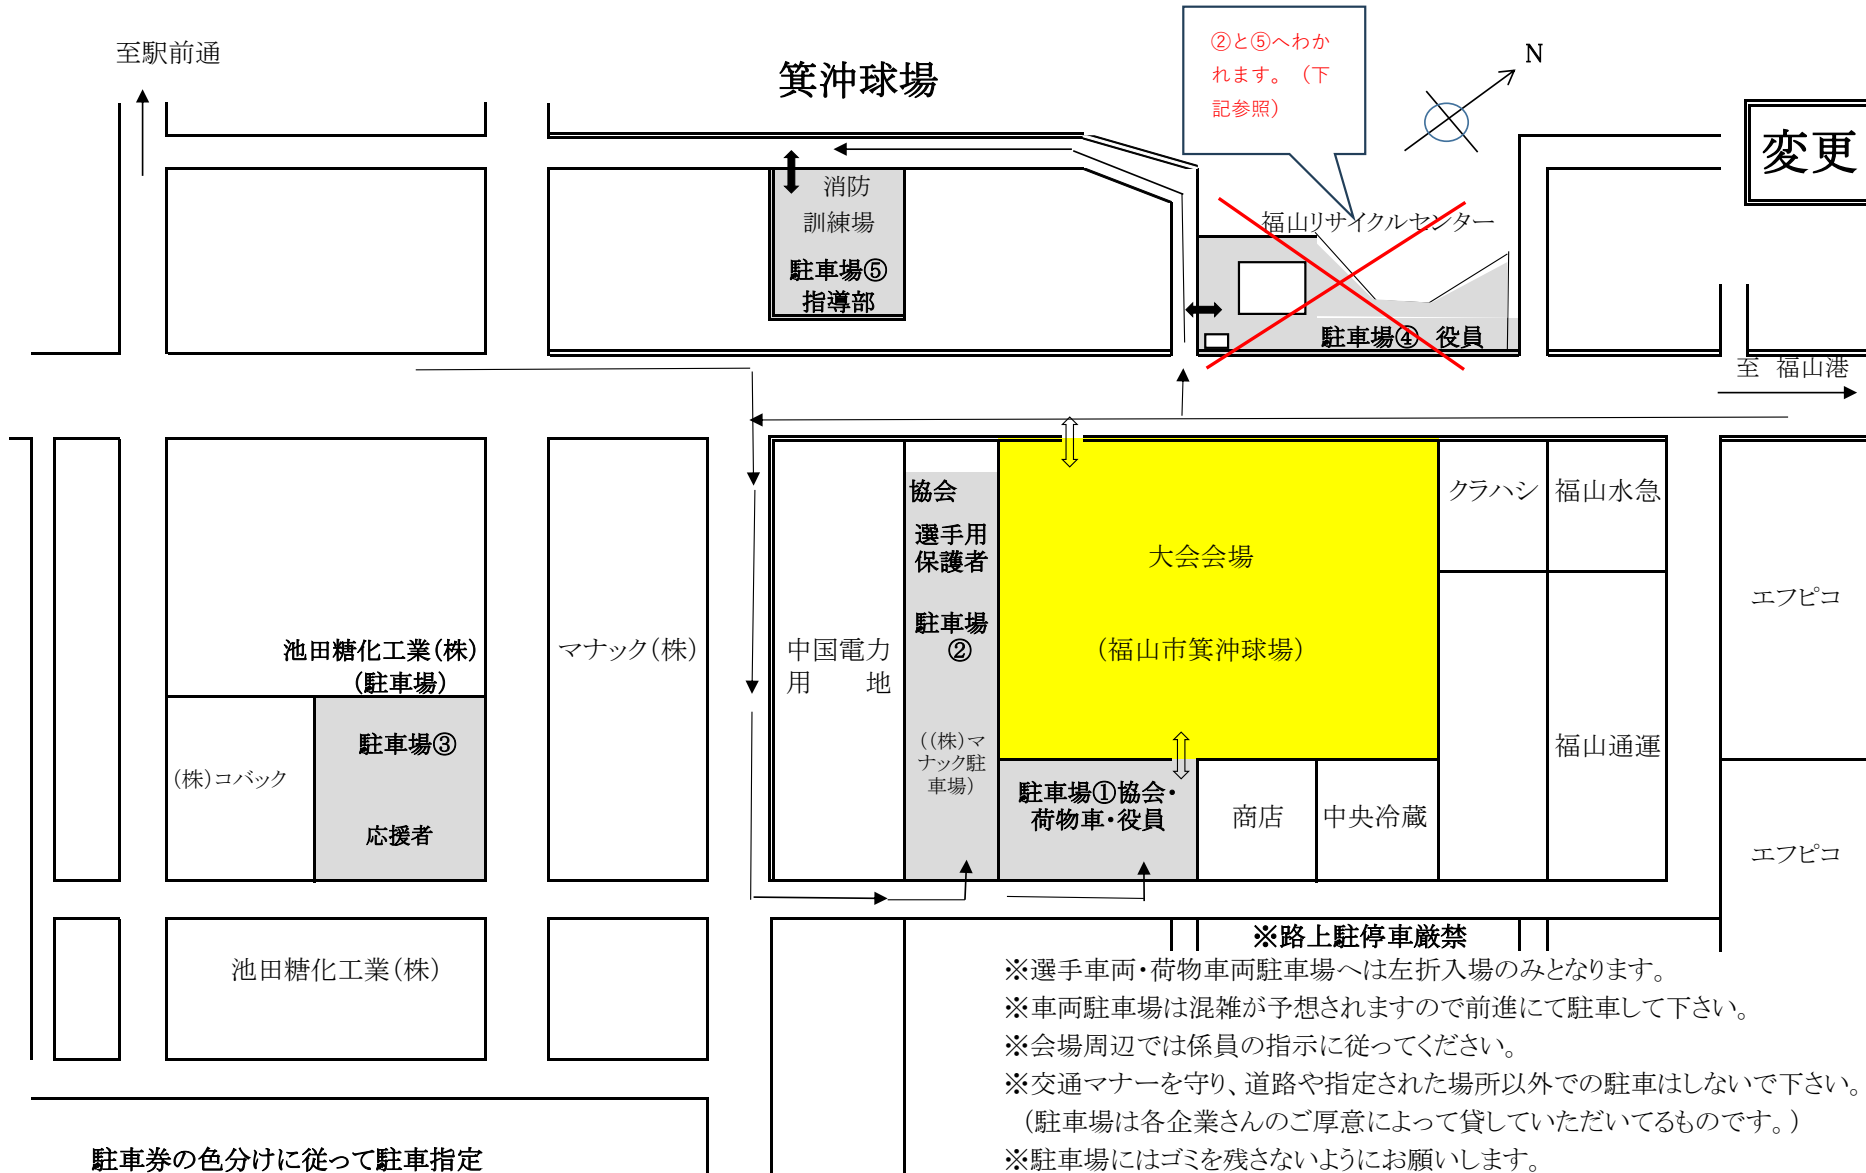 至駅前通
箕沖球場
②と⑤へわか
れます。（下
記参照）
N
変更
消防
訓練場
駐車場⑤
指導部
福山リサイクルセンター
駐車場④ 役員
至 福山港
協会
選手用
保護者
駐車場
②
((株)マ
ナック駐
車場)
大会会場
(福山市箕沖球場)
クラハシ
福山水急
エフピコ
池田糖化工業(株)
(駐車場)
マナック(株)
中国電力
用 地
駐車場③
応援者
(株)コバック
駐車場①協会・
荷物車・役員
商店
中央冷蔵
福山通運
エフピコ
池田糖化工業(株)
※路上駐停車厳禁
※選手車両・荷物車両駐車場へは左折入場のみとなります。
※車両駐車場は混雑が予想されますので前進にて駐車して下さい。
※会場周辺では係員の指示に従ってください。
※交通マナーを守り、道路や指定された場所以外での駐車はしないで下さい。
(駐車場は各企業さんのご厚意によって貸していただいてるものです。)
※駐車場にはゴミを残さないようにお願いします。
駐車券の色分けに従って駐車指定